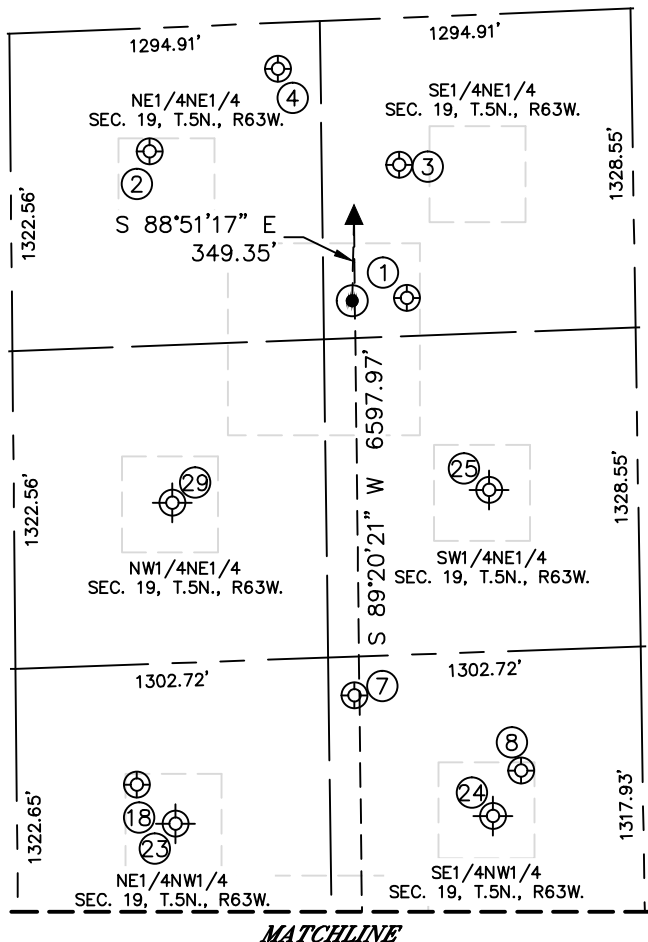 1294.91'
1294.91'
NE1/4NE1/4
SEC. 19, T.5N., R63W.
4
SE1/4NE1/4
SEC. 19, T.5N., R63W.
2
3
1322.56'
1328.55'
S 88°51'17" E
349.35'
1
S 89°20'21" W 6597.97'
29
25
1322.56'
1328.55'
NW1/4NE1/4
SEC. 19, T.5N., R63W.
SW1/4NE1/4
SEC. 19, T.5N., R63W.
1302.72'
1302.72'
7
8
18
23
24
1322.65'
1317.93'
NE1/4NW1/4
SEC. 19, T.5N., R63W.
SE1/4NW1/4
SEC. 19, T.5N., R63W.
MATCHLINE